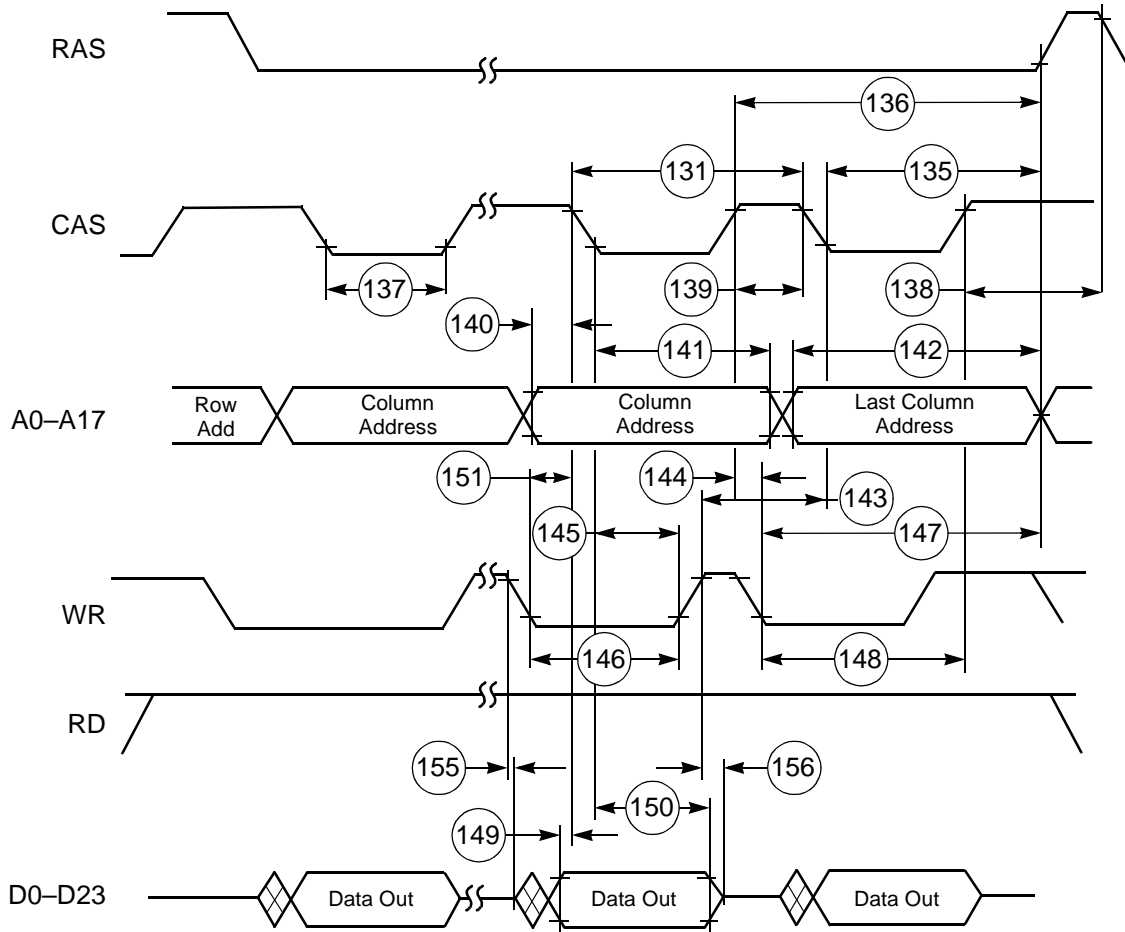 RAS
136
131
135
CAS
137
139
138
140
141
142
A0–A17
Row
Add
Column
Address
Column
Address
Last Column
Address
151
144
143
145
147
WR
146
148
RD
155
156
150
149
D0–D23
Data Out
Data Out
Data Out